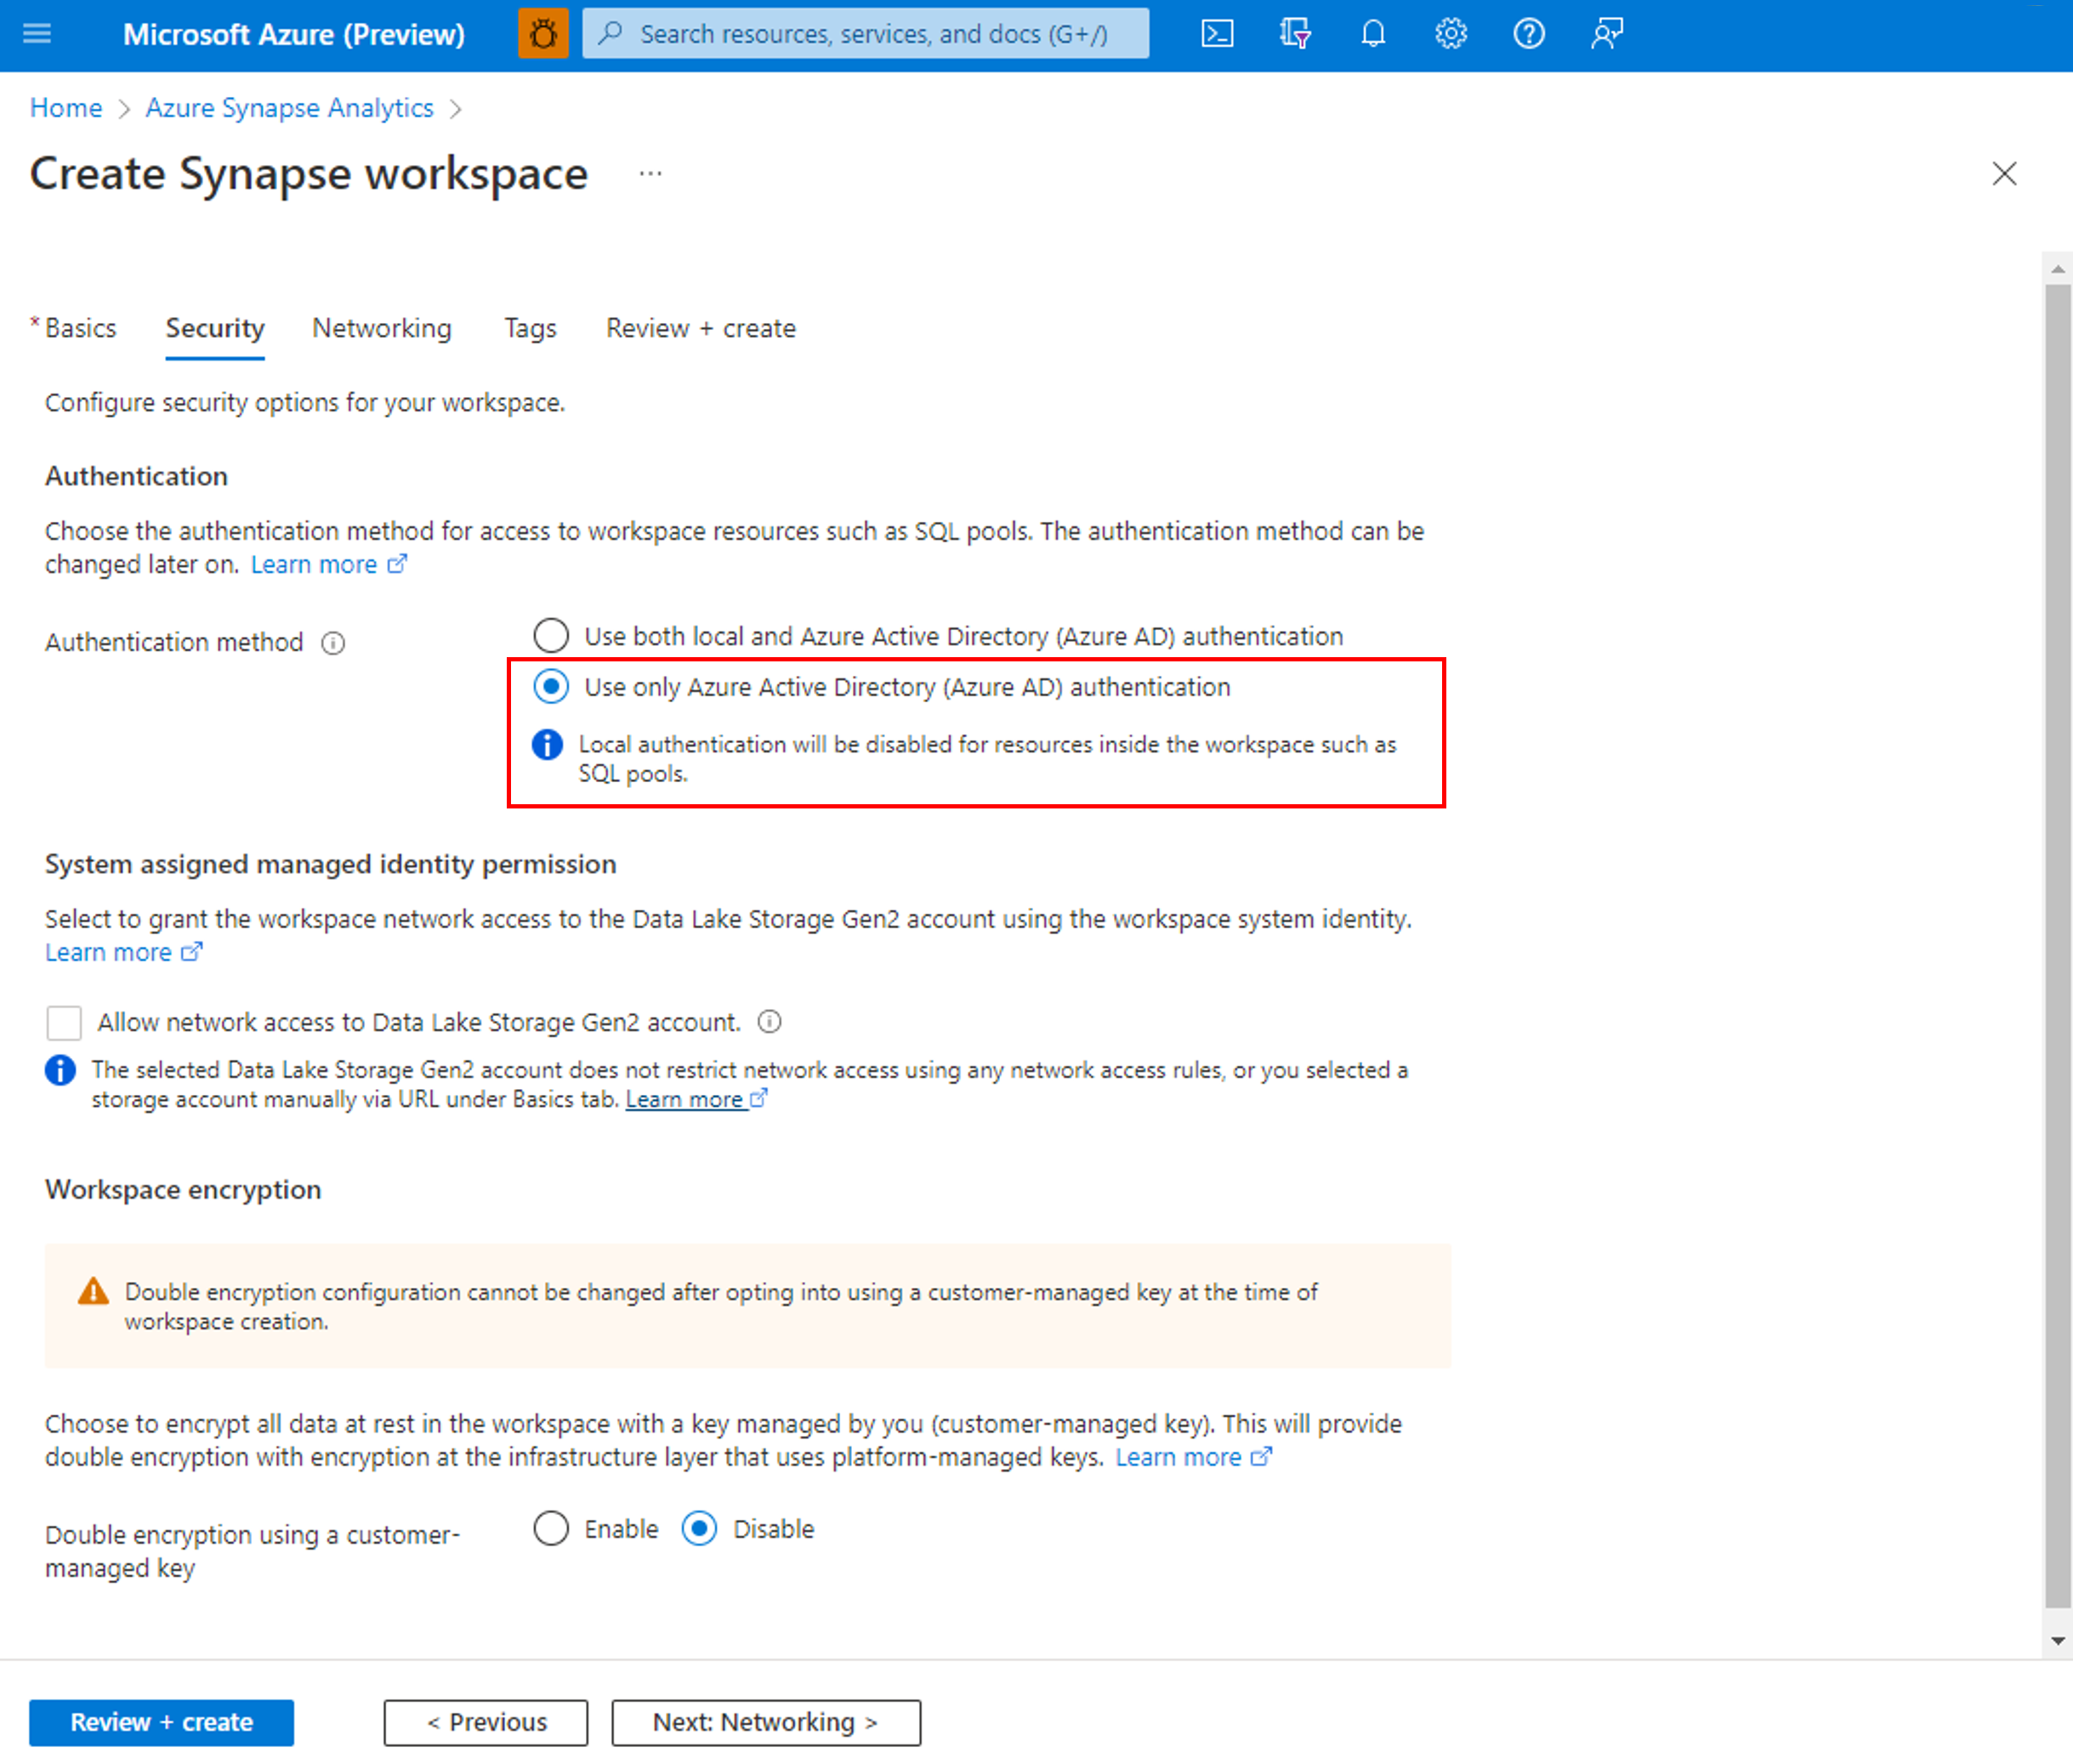 Microsoft Azure (Preview)
Search resources, services, and docs (G+/)
Home > Azure Synapse Analytics >
Create Synapse workspace ...
* Basics Security Networking Tags Review + create
Configure security options for your workspace.
Authentication
Choose the authentication method for access to workspace resources such as SQL pools. The authentication method can be
changed later on. Learn more
Authentication method
Use both local and Azure Active Directory (Azure AD) authentication
Use only Azure Active Directory (Azure AD) authentication
Local authentication will be disabled for resources inside the workspace such as
SQL pools.
System assigned managed identity permission
Select to grant the workspace network access to the Data Lake Storage Gen2 account using the workspace system identity.
Learn more
Allow network access to Data Lake Storage Gen2 account.
The selected Data Lake Storage Gen2 account does not restrict network access using any network access rules, or you selected a
storage account manually via URL under Basics tab. Learn more
Workspace encryption
Double encryption configuration cannot be changed after opting into using a customer-managed key at the time of
workspace creation.
Choose to encrypt all data at rest in the workspace with a key managed by you (customer-managed key). This will provide
double encryption with encryption at the infrastructure layer that uses platform-managed keys. Learn more
Double encryption using a customer-
managed key
Enable Disable
Review + create < Previous Next: Networking >